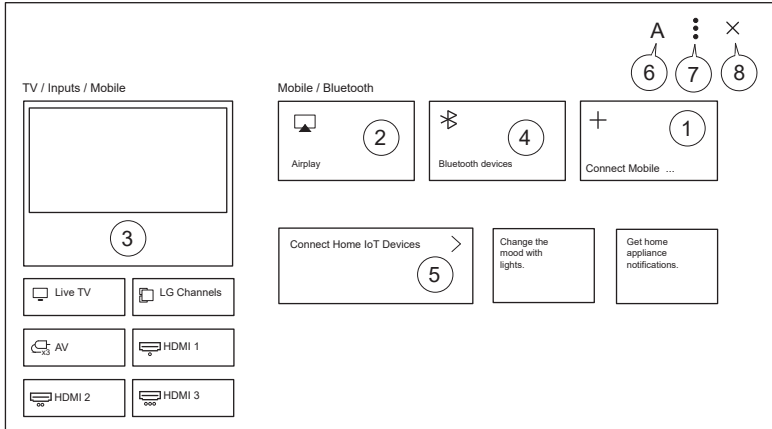 A
6
7
8
TV / Inputs / Mobile
3
Live TV
LG Channels
x3
AV
HDMI 1
HDMI 2
HDMI 3
Mobile / Bluetooth
2
Airplay
4
Bluetooth devices
1
Connect Mobile ...
Connect Home IoT Devices
5
Change the
mood with
lights.
Get home
appliance
notifications.